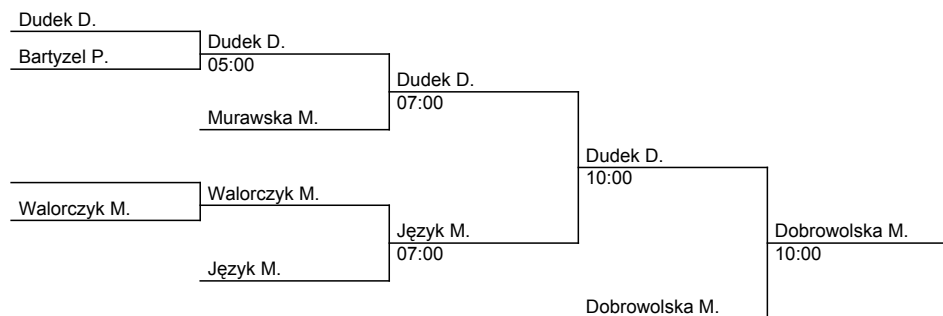 Dudek D.
Bartyzel P.
Dudek D.
05:00
Murawska M.
Dudek D.
07:00
Walorczyk M.
Walorczyk M.
Język M.
Język M.
07:00
Dudek D.
10:00
Dobrowolska M.
Dobrowolska M.
10:00